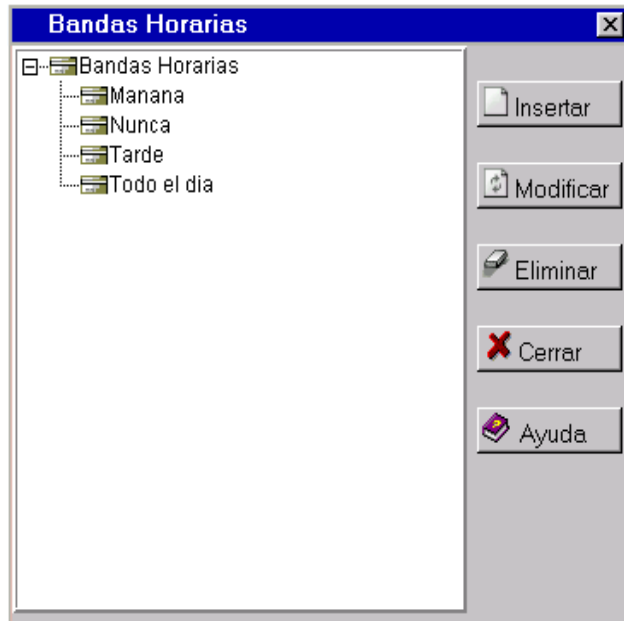 Bandas Horarias
Bandas Horarias
Manana
Nunca
Tarde
Todo el dia
Insertar
Modificar
Eliminar
Cerrar
Ayuda